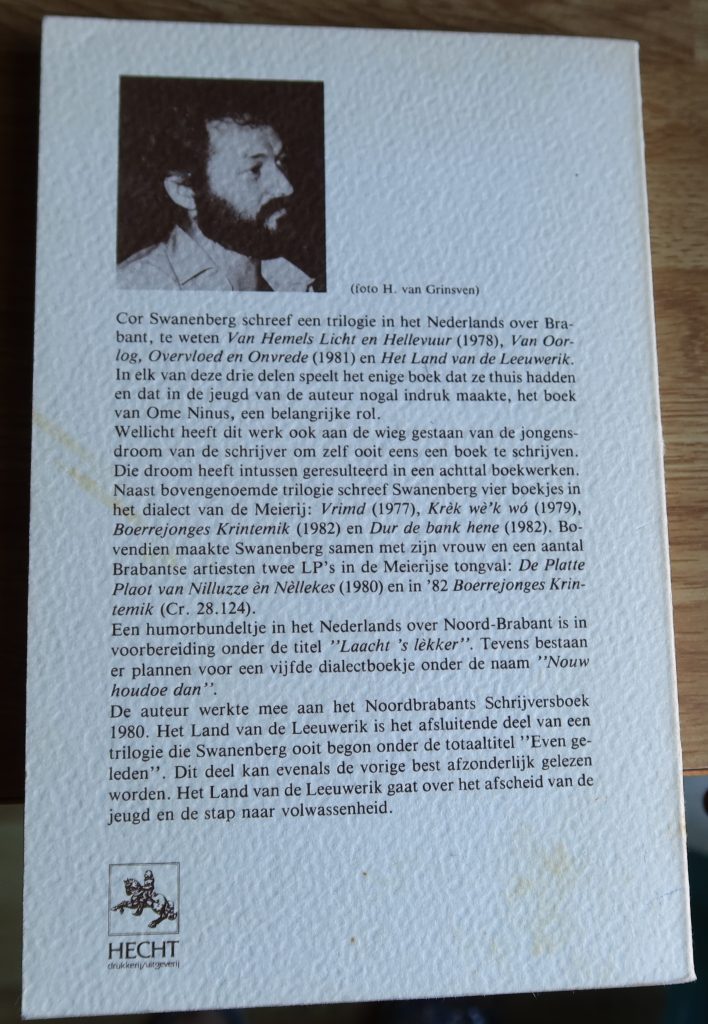 (foto H. van Grinsven)
Cor Swanenberg schreef een trilogie in het Nederlands over Bra-
bant, te weten Van Hemels Licht en Hellevuur (1978), Van Oor-
log, Overvloed en Onvrede (1981) en Het Land van de Leeuwerik.
In elk van deze drie delen speelt het enige boek dat ze thuis hadden
en dat in de jeugd van de auteur nogal indruk maakte, het boek
van Ome Ninus, een belangrijke rol.
Wellicht heeft dit werk ook aan de wieg gestaan van de jongens-
droom van de schrijver om zelf ooit eens een boek te schrijven.
Die droom heeft intussen geresulteerd in een achttal boekwerken.
Naast bovengenoemde trilogie schreef Swanenberg vier boekjes in
het dialect van de Meierij: Vrimd (1977), Krèk wè'k wó (1979),
Boerrejonges Krintemik (1982) en Dur de bank hene (1982). Bo-
vendien maakte Swanenberg samen met zijn vrouw en een aantal
Brabantse artiesten twee LP's in de Meierijse tongval: De Platte
Plaot van Nilluzze èn Nèllekes (1980) en in '82 Boerrejonges Krin-
temik (Cr. 28.124).
Een humorbundeltje in het Nederlands over Noord-Brabant is in
voorbereiding onder de titel ''Laacht 's lèkker''. Tevens bestaan
er plannen voor een vijfde dialectboekje onder de naam ''Nouw
houdoe dan''.
De auteur werkte mee aan het Noordbrabants Schrijversboek
1980. Het Land van de Leeuwerik is het afsluitende deel van een
trilogie die Swanenberg ooit begon onder de totaaltitel ''Even ge-
leden''. Dit deel kan evenals de vorige best afzonderlijk gelezen
worden. Het Land van de Leeuwerik gaat over het afscheid van de
jeugd en de stap naar volwassenheid.
HECHT
drukkerij/uitgeverij